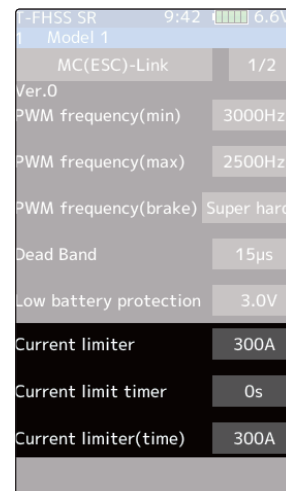 T-FHSS SR 9:42 6.6V
1 Model 1
MC(ESC)-Link 1/2
Ver.0
PWM frequency(min) 3000Hz
PWM frequency(max) 2500Hz
PWM frequency(brake) Super hard
Dead Band 15μs
Low battery protection 3.0V
Current limiter 300A
Current limit timer 0s
Current limiter(time) 300A